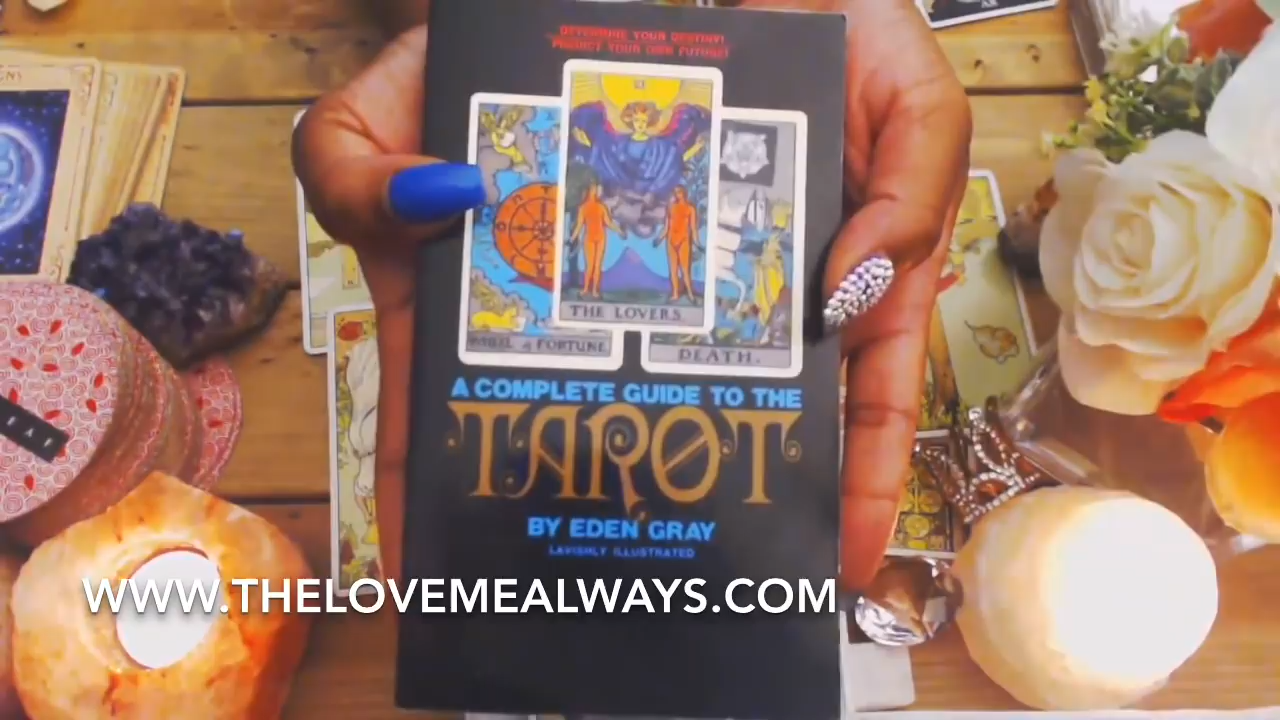 DETERMINE YOUR DESTINY!
PREDICT YOUR OWN FUTURE!
THE LOVERS.
WHEEL of FORTUNE
DEATH.
A COMPLETE GUIDE TO THE
TAROT
BY EDEN GRAY
LAVISHLY ILLUSTRATED
WWW.THELOVEMEALWAYS.COM